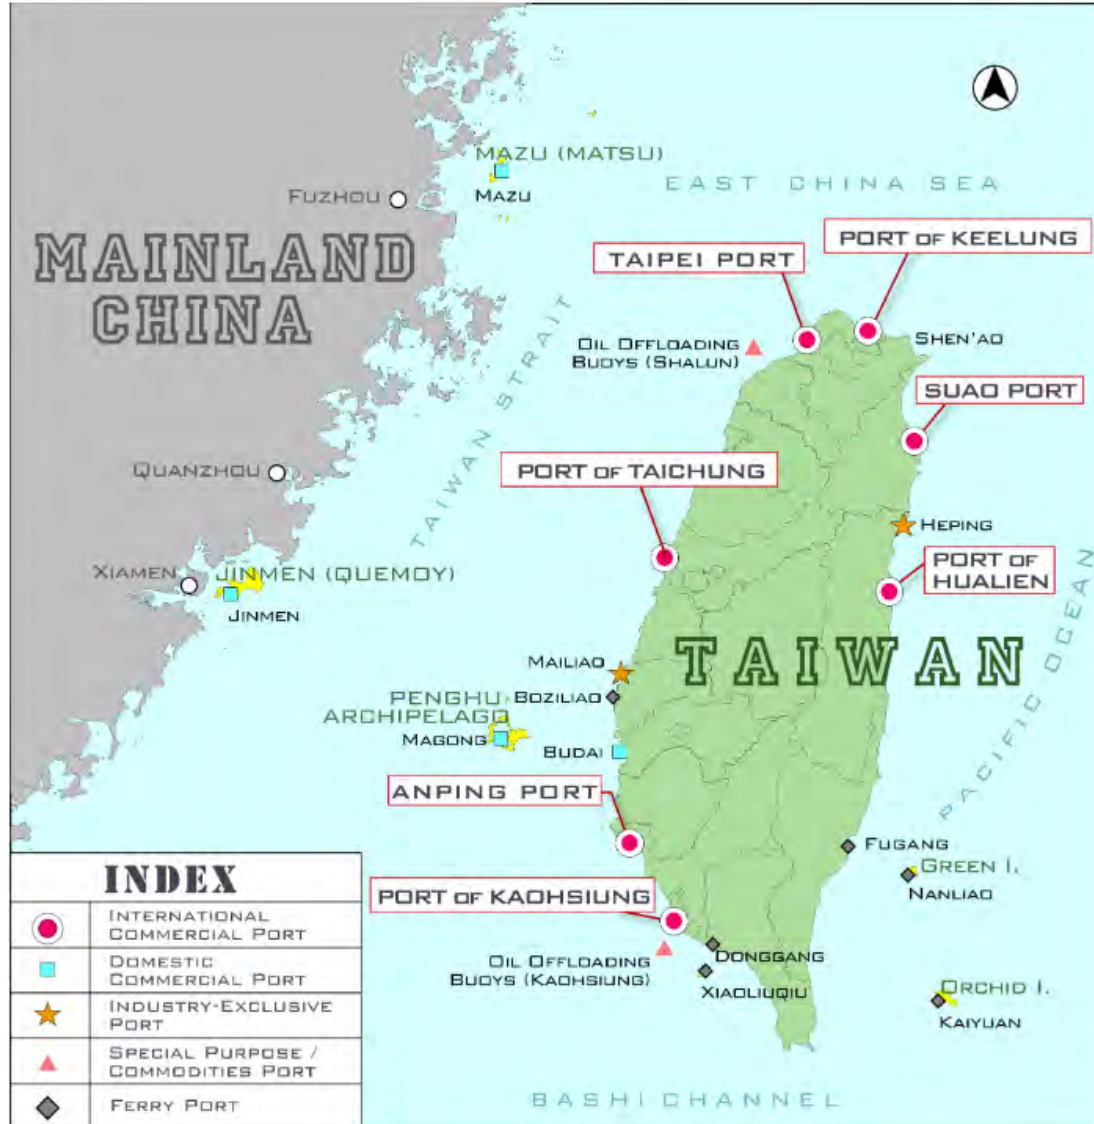 MAZU (MATSU)
MAZU
FUZHOU
EAST CHINA SEA
MAINLAND
CHINA
PORT OF KEELUNG
TAIPEI PORT
OIL OFFLOADING
BUOYS (SHALUN)
SHEN'AO
SUAO PORT
TAIWAN STRAIT
QUANZHOU
PORT OF TAICHUNG
HEPING
XIAMEN
JINMEN (QUEMOY)
JINMEN
PORT OF
HUALIEN
TAIWAN
PACIFIC OCEAN
MAILIAO
BOZILIAO
PENGHU
ARCHIPELAGO
MAGONG
BUDAI
ANPING PORT
FUGANG
GREEN I.
NANLIAO
PORT OF KAOHSIUNG
OIL OFFLOADING
BUOYS (KAOHSIUNG)
DONGGANG
XIAOLIUQIU
ORCHID I.
KAIYUAN
BASHI CHANNEL
INDEX
INTERNATIONAL
COMMERCIAL PORT
DOMESTIC
COMMERCIAL PORT
INDUSTRY-EXCLUSIVE
PORT
SPECIAL PURPOSE /
COMMODITIES PORT
FERRY PORT